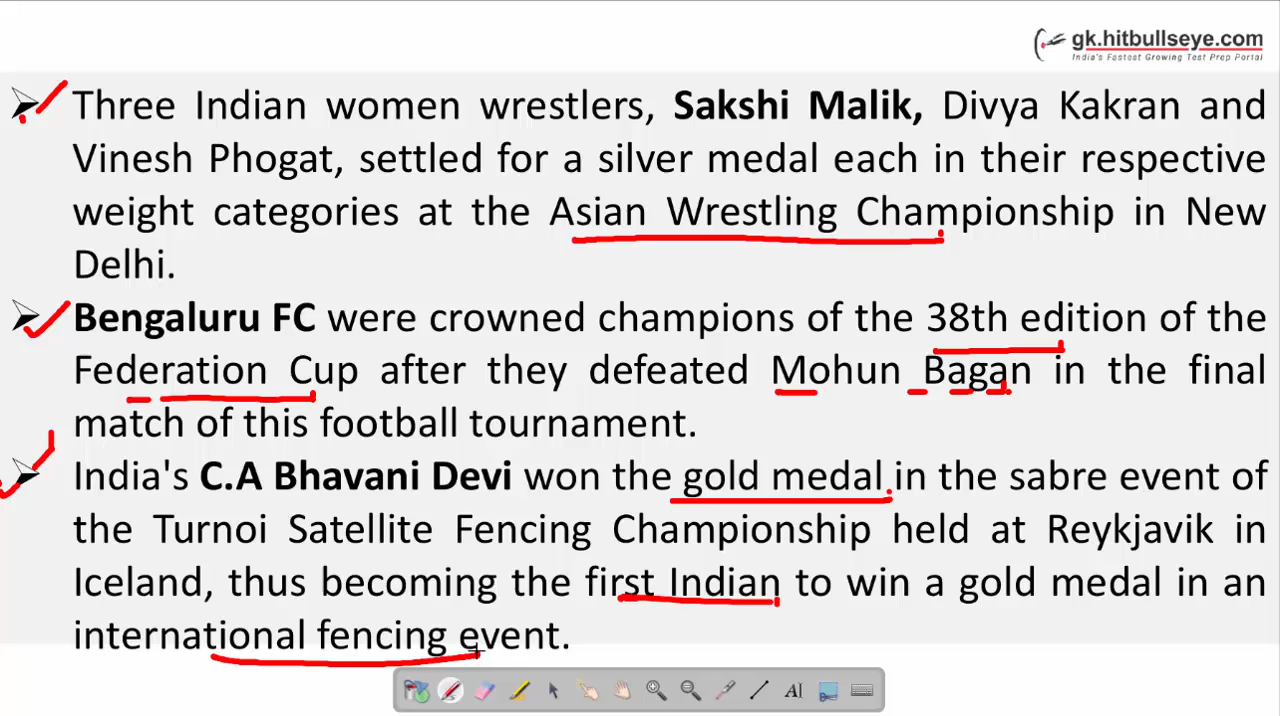 gk.hitbullseye.com
India's Fastest Growing Test Prep Portal
Three Indian women wrestlers, Sakshi Malik, Divya Kakran and
Vinesh Phogat, settled for a silver medal each in their respective
weight categories at the Asian Wrestling Championship in New
Delhi.
Bengaluru FC were crowned champions of the 38th edition of the
Federation Cup after they defeated Mohun Bagan in the final
match of this football tournament.
India's C.A Bhavani Devi won the gold medal in the sabre event of
the Turnoi Satellite Fencing Championship held at Reykjavik in
Iceland, thus becoming the first Indian to win a gold medal in an
international fencing event.
AI